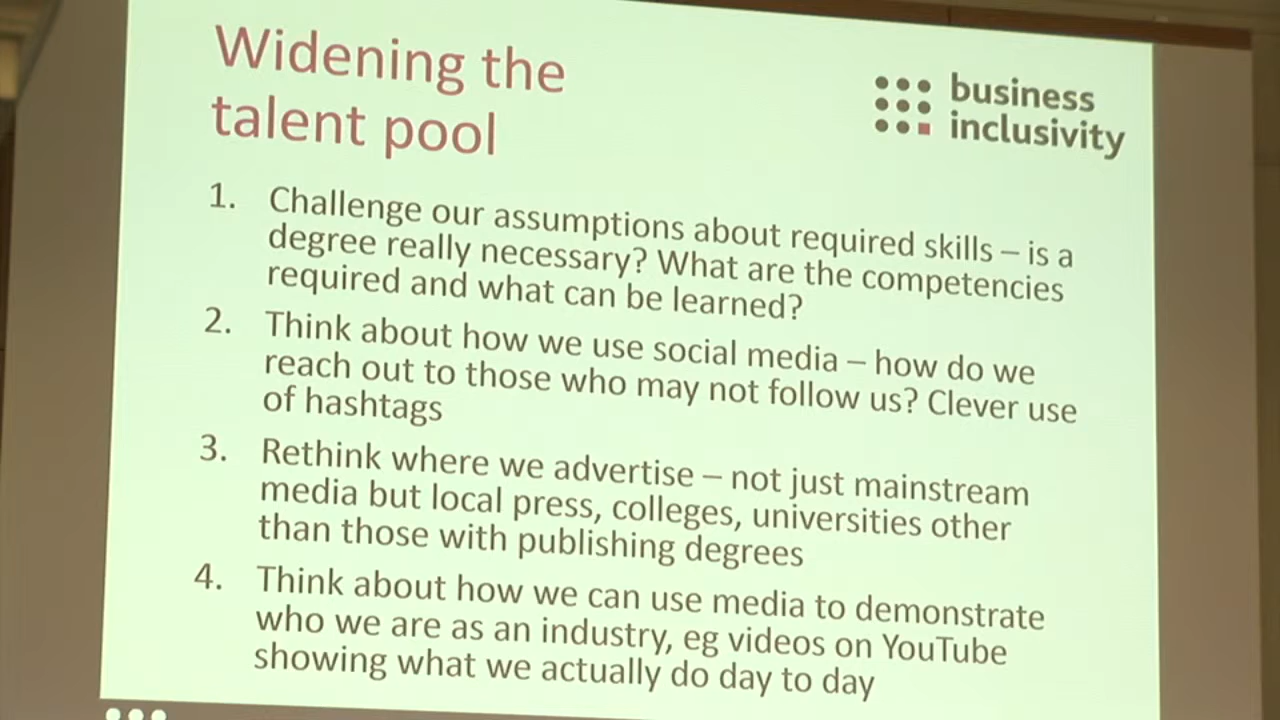 Widening the
talent pool
business
inclusivity
1. Challenge our assumptions about required skills – is a
degree really necessary? What are the competencies
required and what can be learned?
2. Think about how we use social media – how do we
reach out to those who may not follow us? Clever use
of hashtags
3. Rethink where we advertise – not just mainstream
media but local press, colleges, universities other
than those with publishing degrees
4. Think about how we can use media to demonstrate
who we are as an industry, eg videos on YouTube
showing what we actually do day to day